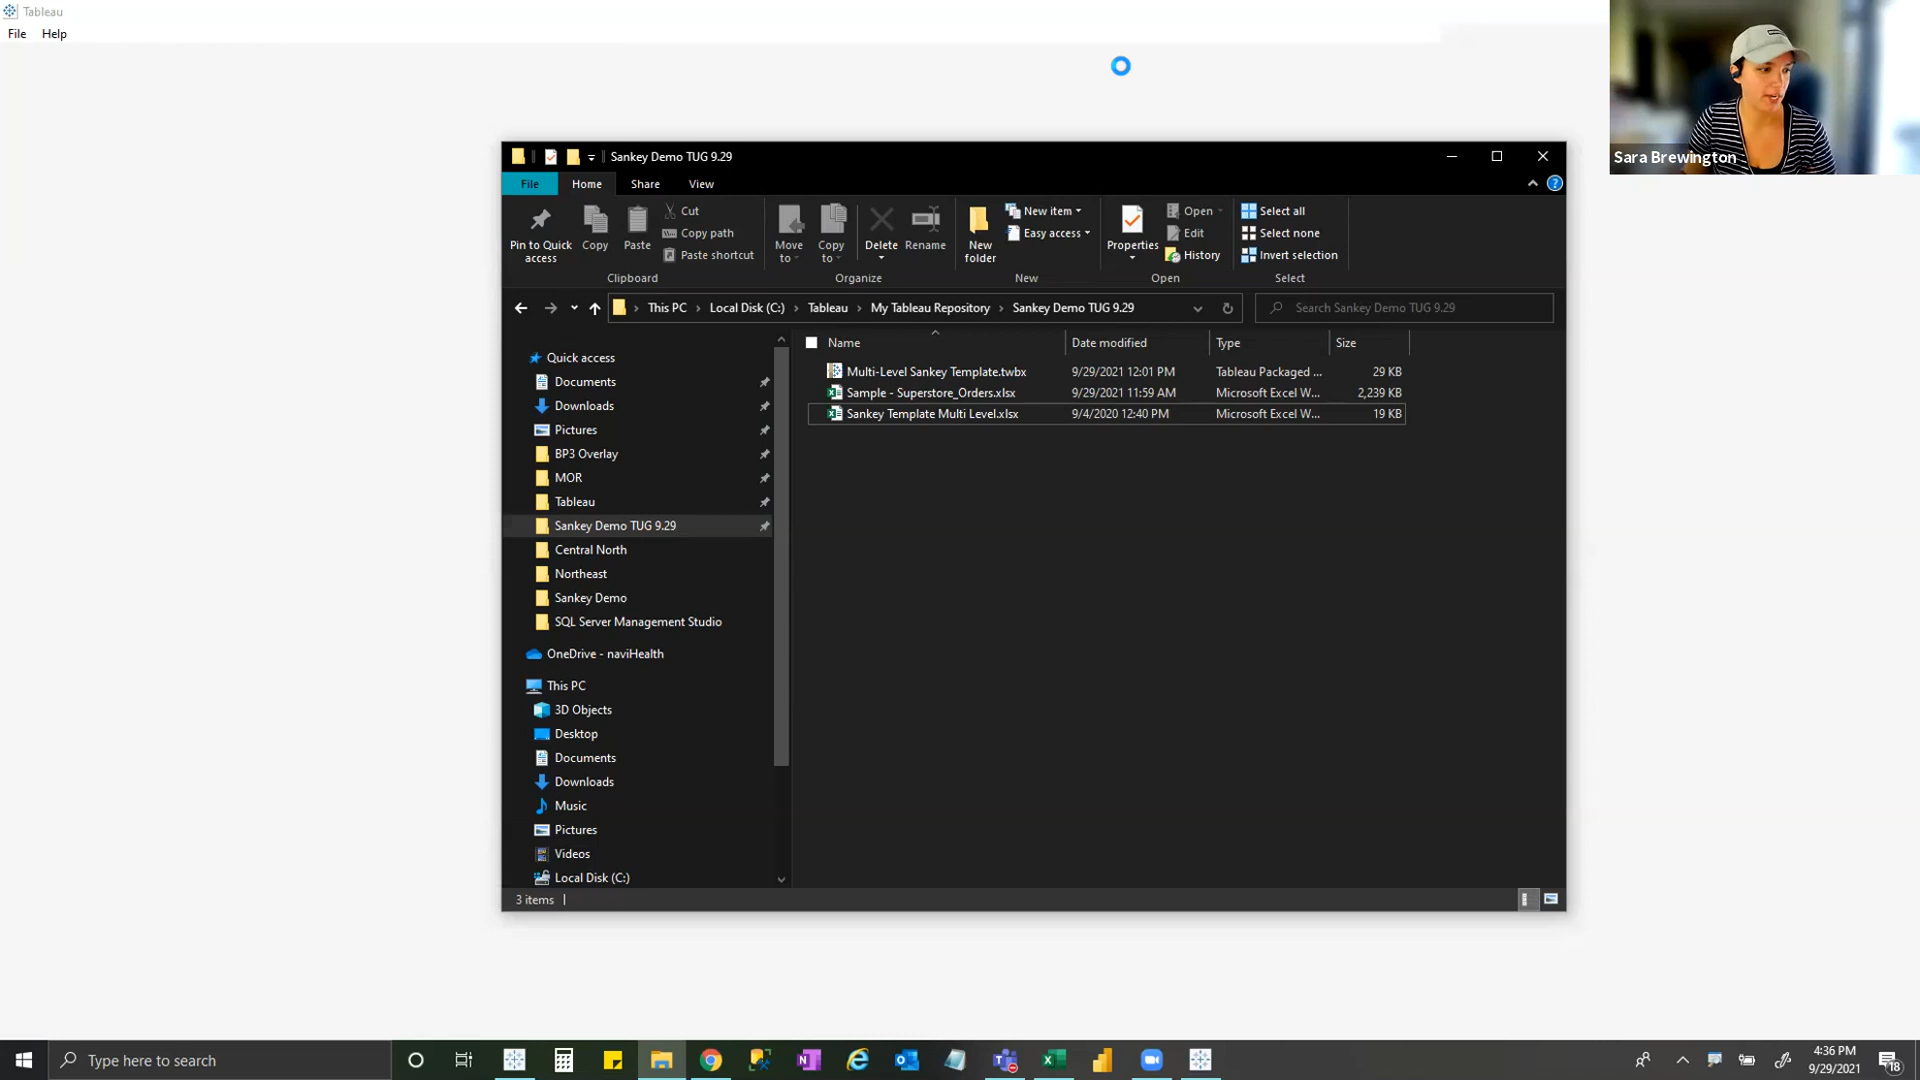 Tableau
File Help
Sara Brewington
Sankey Demo TUG 9.29
File Home Share View
Pin to Quick access
Copy
Paste
Cut
Copy path
Paste shortcut
Move to
Copy to
Delete
Rename
New folder
New item
Easy access
Properties
Open
Edit
History
Select all
Select none
Invert selection
Clipboard Organize New Open Select
This PC Local Disk (C:) Tableau My Tableau Repository Sankey Demo TUG 9.29
Search Sankey Demo TUG 9.29
Name Date modified Type Size
Multi-Level Sankey Template.twbx 9/29/2021 12:01 PM Tableau Packaged ... 29 KB
Sample - Superstore_Orders.xlsx 9/29/2021 11:59 AM Microsoft Excel W... 2,239 KB
Sankey Template Multi Level.xlsx 9/4/2020 12:40 PM Microsoft Excel W... 19 KB
Quick access
Documents
Downloads
Pictures
BP3 Overlay
MOR
Tableau
Sankey Demo TUG 9.29
Central North
Northeast
Sankey Demo
SQL Server Management Studio
OneDrive - naviHealth
This PC
3D Objects
Desktop
Documents
Downloads
Music
Pictures
Videos
Local Disk (C:)
3 items
Type here to search
4:36 PM
9/29/2021
18